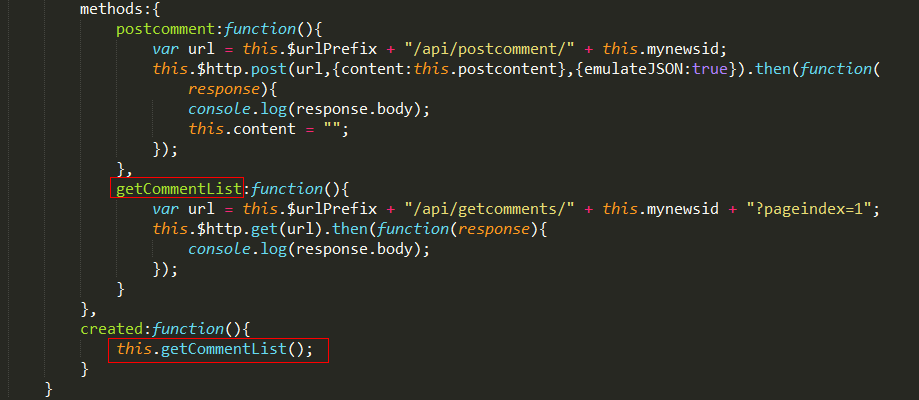 methods:{
postcomment:function(){
var url = this.$urlPrefix + "/api/postcomment/" + this.mynewsid;
this.$http.post(url,{content:this.postcontent},{emulateJSON:true}).then(function(
response){
console.log(response.body);
this.content = "";
});
},
getCommentList:function(){
var url = this.$urlPrefix + "/api/getcomments/" + this.mynewsid + "?pageindex=1";
this.$http.get(url).then(function(response){
console.log(response.body);
});
}
},
created:function(){
this.getCommentList();
}
}